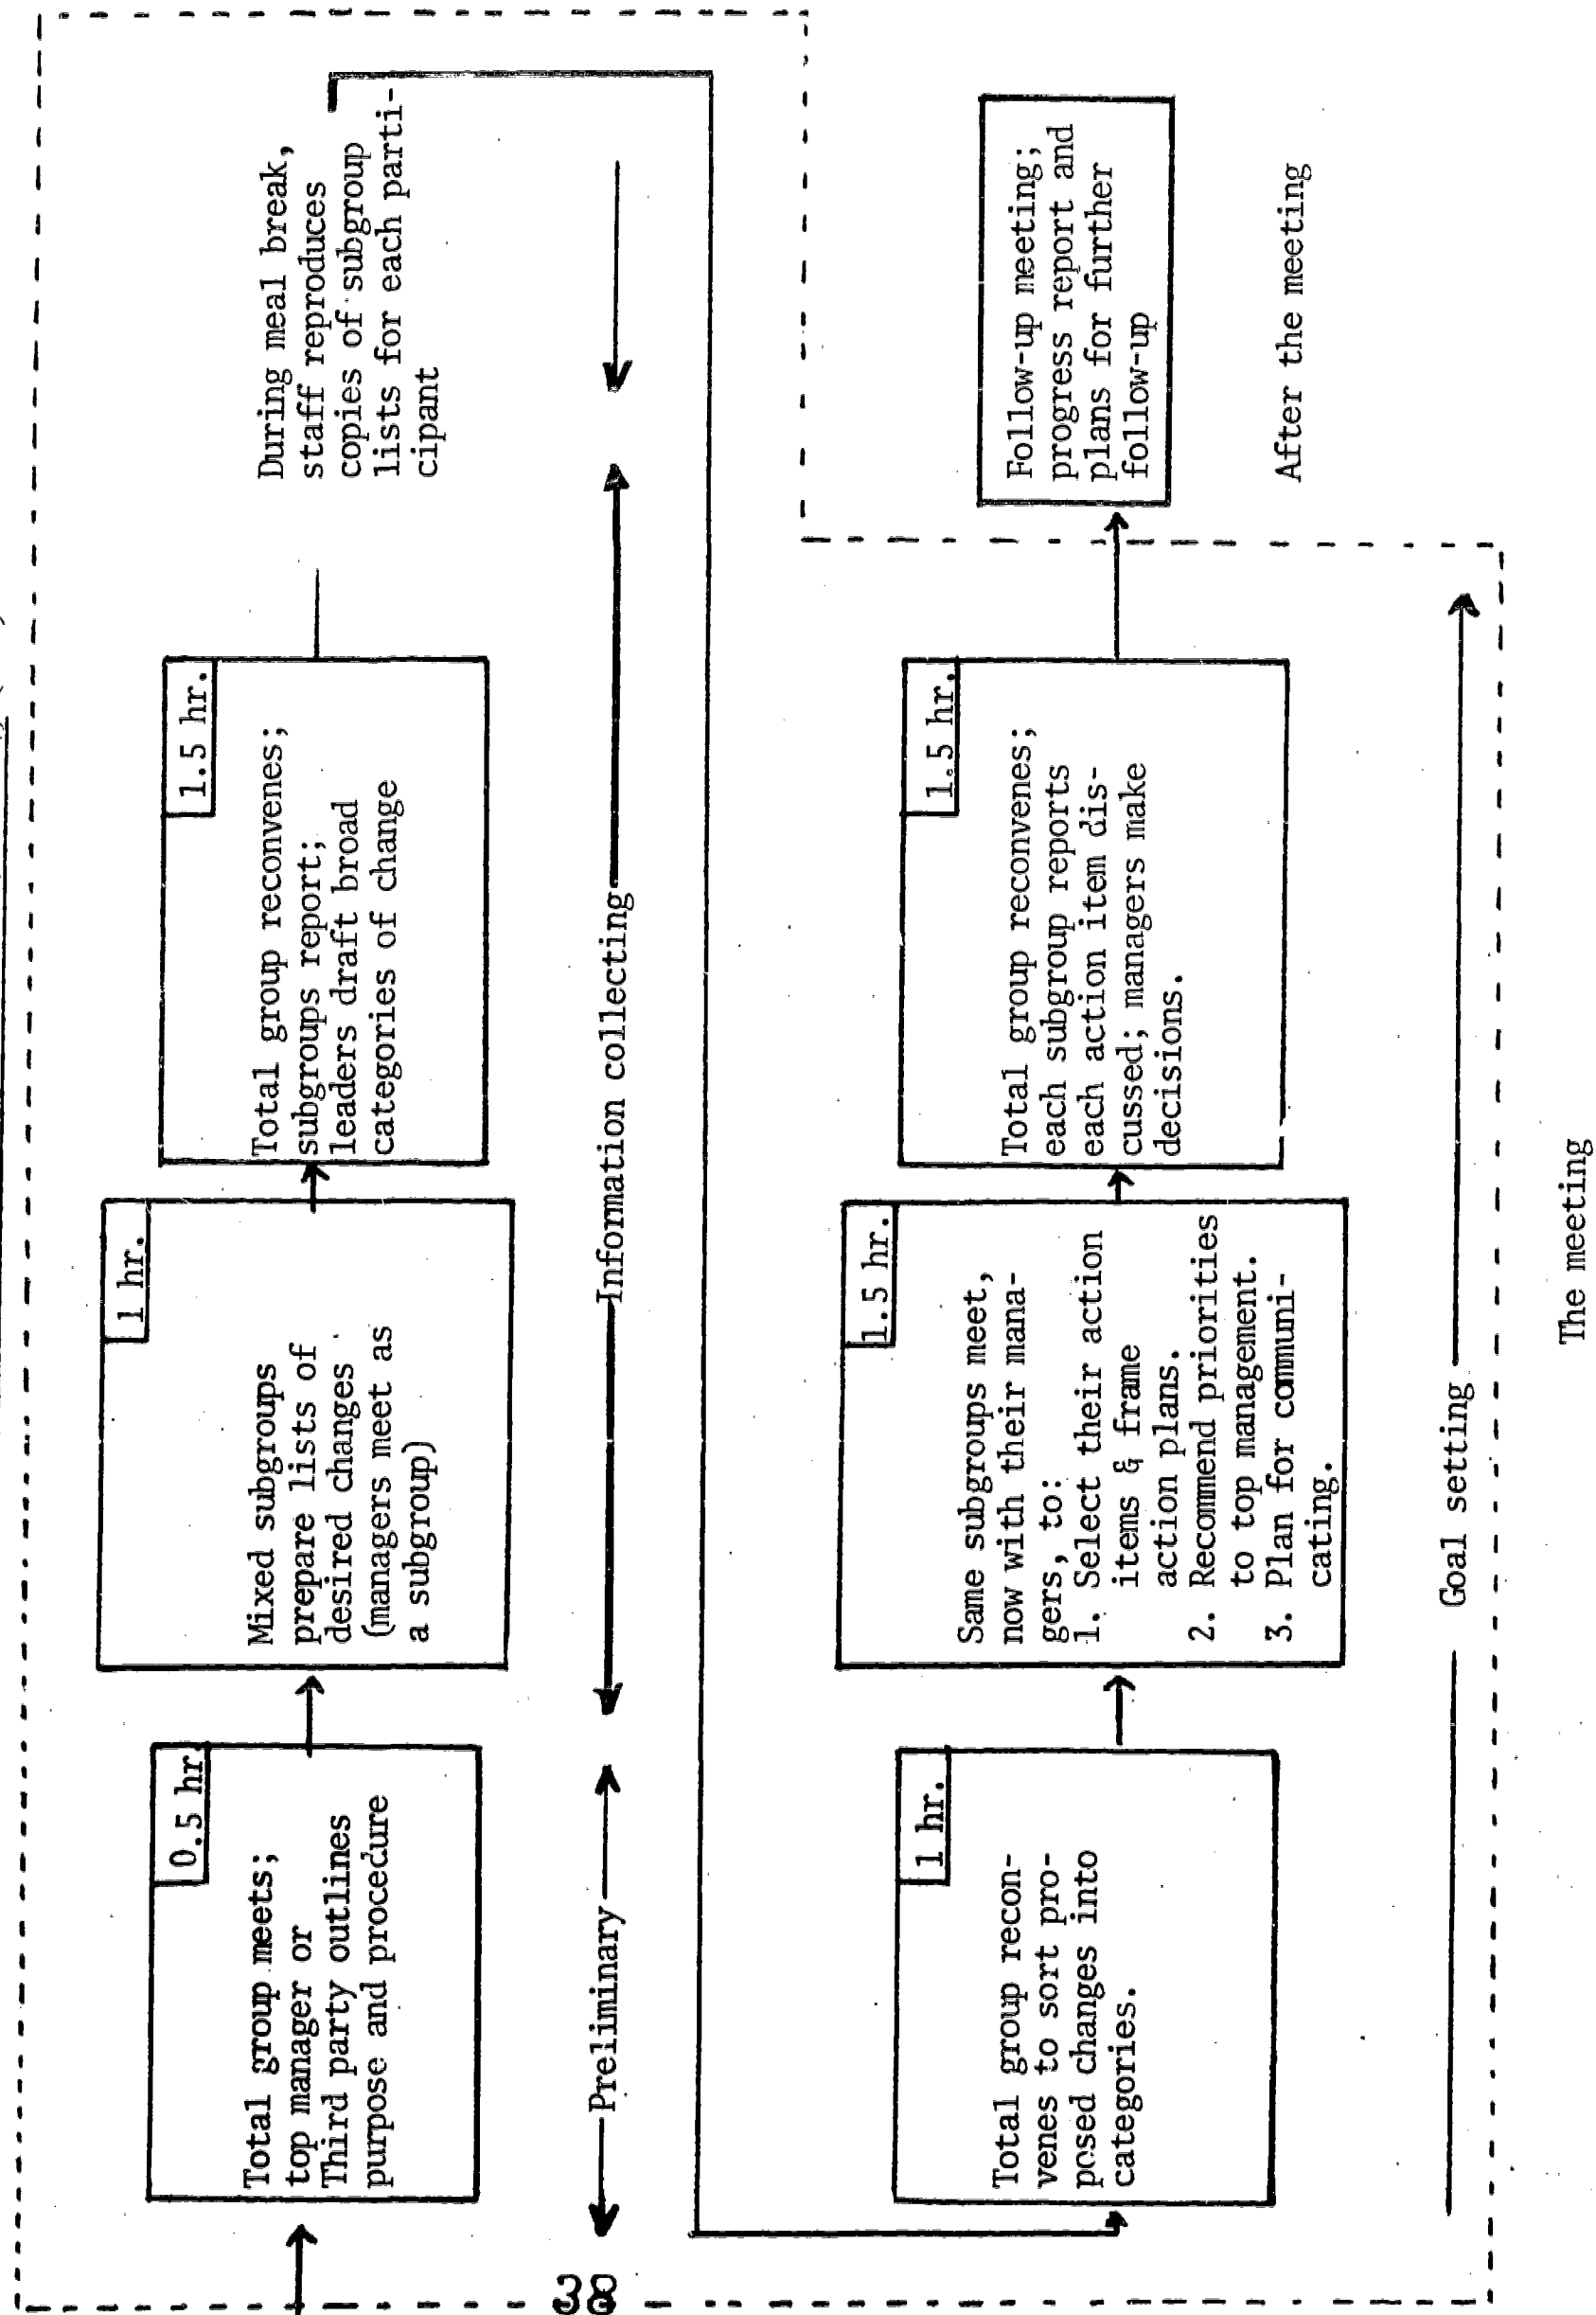 0.5 hr.
Total group meets;
top manager or
Third party outlines
purpose and procedure
1 hr.
Mixed subgroups
prepare lists of
desired changes
(managers meet as
a subgroup)
1.5 hr.
Total group reconvenes;
subgroups report;
leaders draft broad
categories of change
During meal break,
staff reproduces
copies of subgroup
lists for each parti-
cipant
Preliminary
Information collecting
38
1 hr.
Total group recon-
venes to sort pro-
posed changes into
categories.
1.5 hr.
Same subgroups meet,
now with their mana-
gers, to:
1. Select their action
items & frame
action plans.
2. Recommend priorities
to top management.
3. Plan for communi-
cating.
1.5 hr.
Total group reconvenes;
each subgroup reports
each action item dis-
cussed; managers make
decisions.
Follow-up meeting;
progress report and
plans for further
follow-up
Goal setting
After the meeting
The meeting